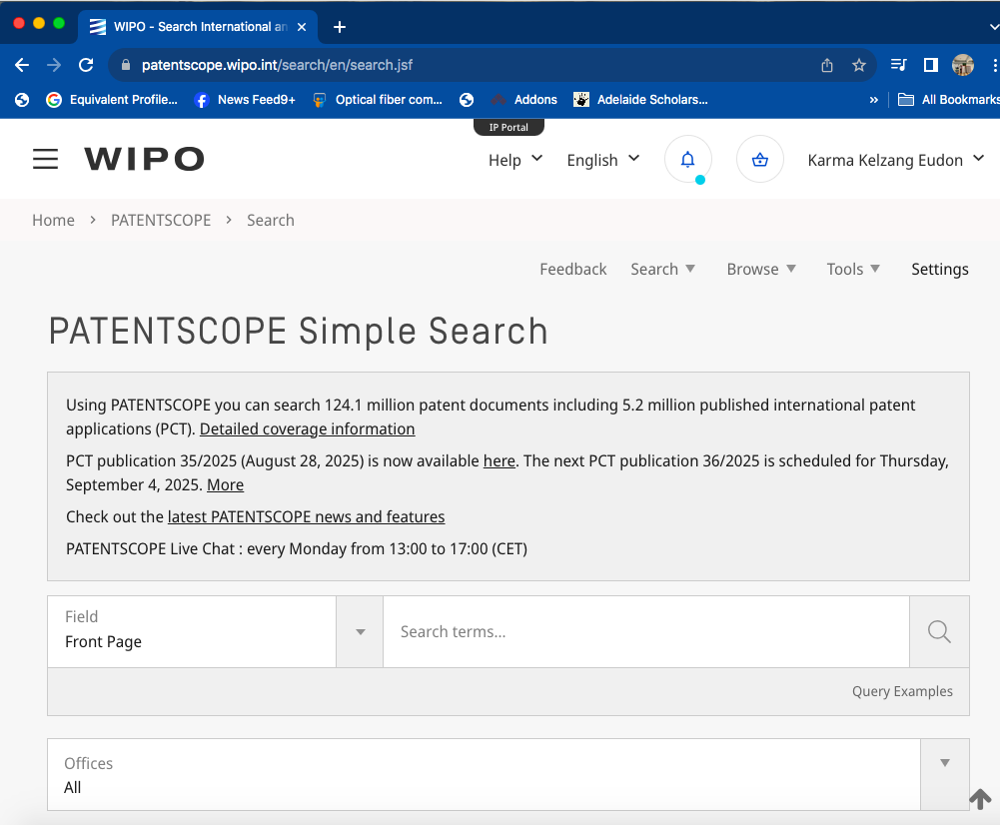 WIPO - Search International an
patentscope.wipo.int/search/en/search.jsf
Equivalent Profile... News Feed9+ Optical fiber com... Addons Adelaide Scholars... » All Bookmarks
IP Portal
WIPO Help English Karma Kelzang Eudon
Home > PATENTSCOPE > Search
Feedback Search Browse Tools Settings
PATENTSCOPE Simple Search
Using PATENTSCOPE you can search 124.1 million patent documents including 5.2 million published international patent
applications (PCT). Detailed coverage information
PCT publication 35/2025 (August 28, 2025) is now available here. The next PCT publication 36/2025 is scheduled for Thursday,
September 4, 2025. More
Check out the latest PATENTSCOPE news and features
PATENTSCOPE Live Chat : every Monday from 13:00 to 17:00 (CET)
Field
Front Page
Search terms...
Query Examples
Offices
All